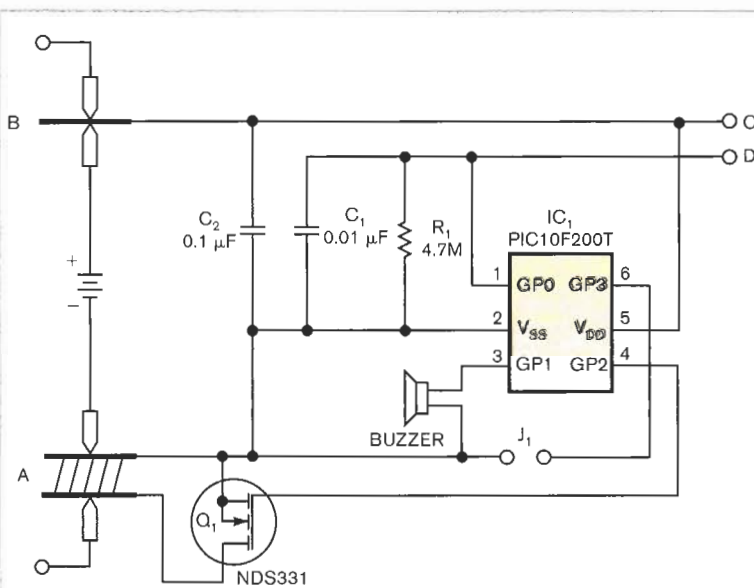 B
C
D
C2
0.1 µF
C1
0.01 µF
R1
4.7M
IC1
PIC10F200T
1
GP0
GP3
6
2
VSS
VDD
5
3
GP1
GP2
4
+
−
BUZZER
J1
A
Q1
NDS331